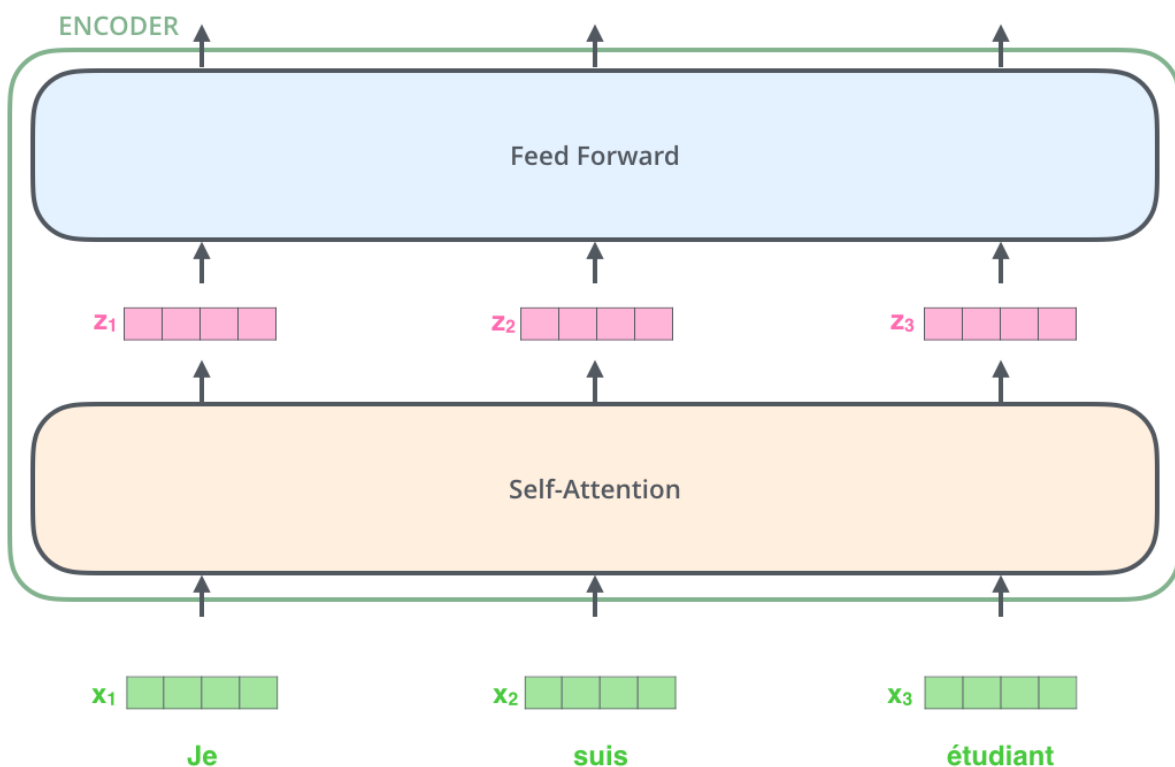 ENCODER
Feed Forward
z₁ z₂ z₃
Self-Attention
x₁ x₂ x₃
Je suis étudiant